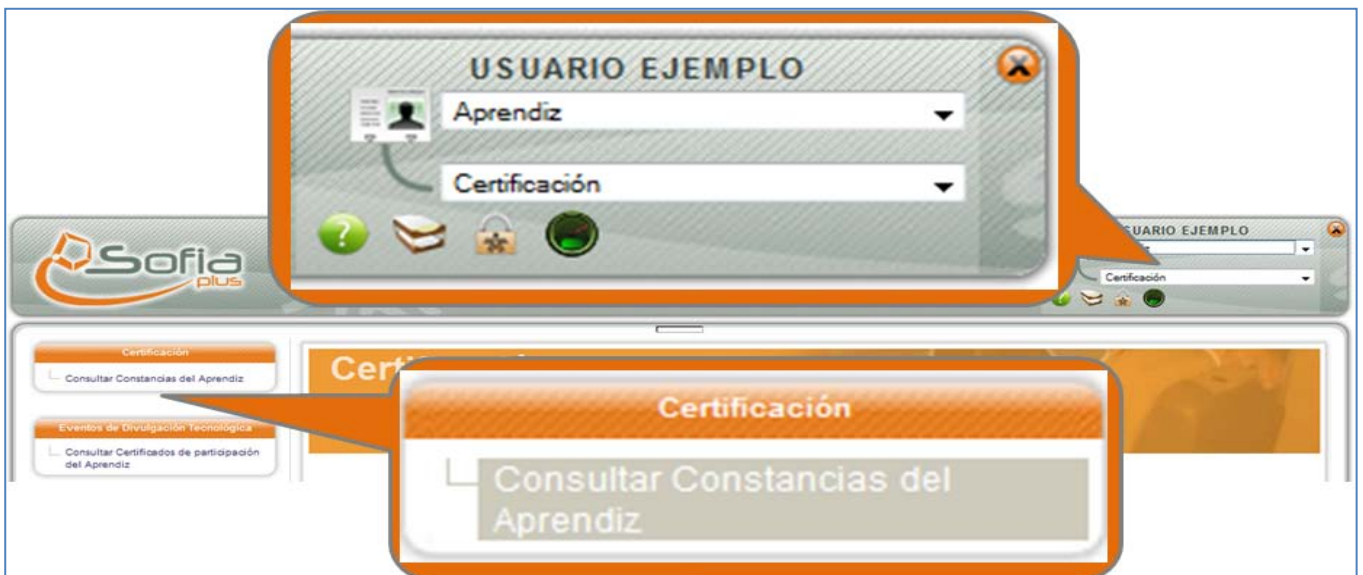 USUARIO EJEMPLO
Aprendiz
Certificación
?
Sofia
plus
USUARIO EJEMPLO
Certificación
Certificación
Consultar Constancias del Aprendiz
Eventos de Divulgación Tecnológica
Consultar Certificados de participación
del Aprendiz
Certificación
Consultar Constancias del
Aprendiz